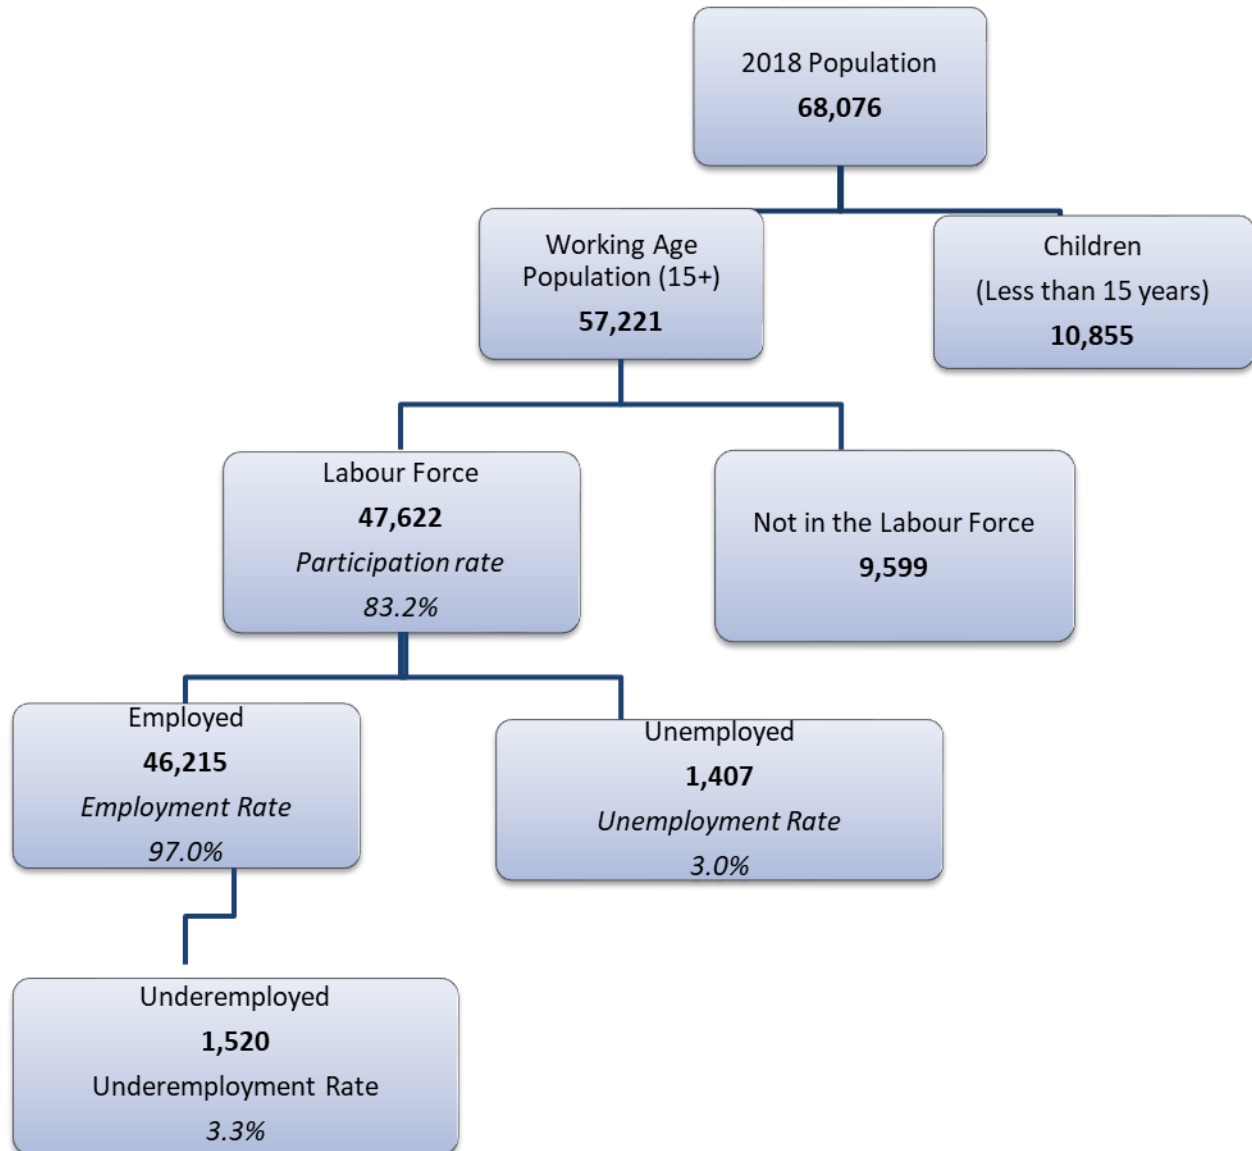 2018 Population
68,076
Working Age
Population (15+)
57,221
Children
(Less than 15 years)
10,855
Labour Force
47,622
Participation rate
83.2%
Not in the Labour Force
9,599
Employed
46,215
Employment Rate
97.0%
Unemployed
1,407
Unemployment Rate
3.0%
Underemployed
1,520
Underemployment Rate
3.3%